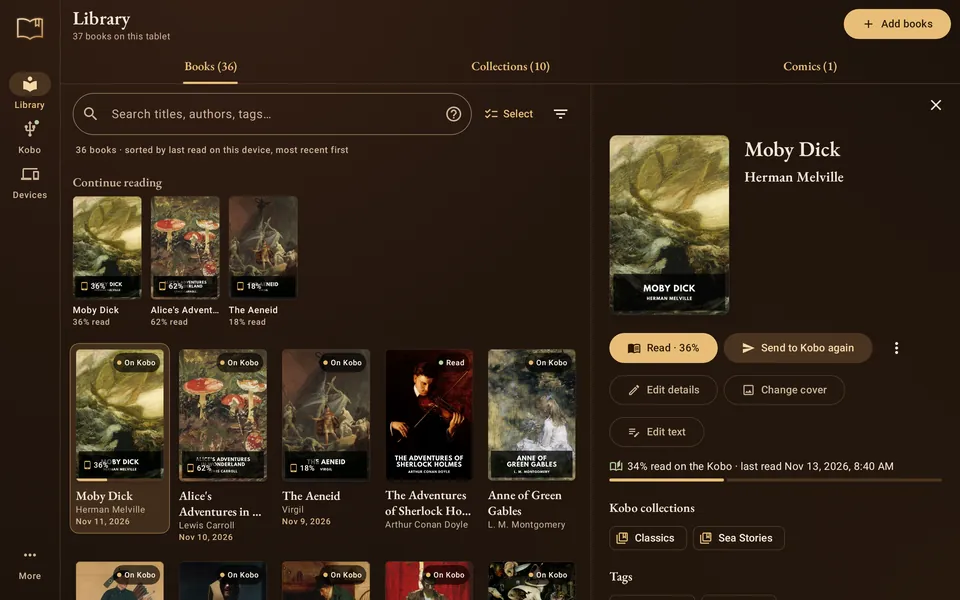 Library
37 books on this tablet
Add books
Library
Kobo
Devices
More
Books (36)
Collections (10)
Comics (1)
Search titles, authors, tags...
Select
36 books · sorted by last read on this device, most recent first
Continue reading
36%
62%
18%
Moby Dick
36% read
Alice's Advent...
62% read
The Aeneid
18% read
On Kobo
36%
Moby Dick
Herman Melville
Nov 11, 2026
On Kobo
62%
Alice's
Adventures in ...
Lewis Carroll
Nov 10, 2026
On Kobo
18%
The Aeneid
Virgil
Nov 9, 2026
Read
THE ADVENTURES
OF SHERLOCK HOLMES
ARTHUR CONAN DOYLE
The Adventures
of Sherlock Ho...
Arthur Conan Doyle
On Kobo
ANNE OF
GREEN GABLES
L. M. MONTGOMERY
Anne of Green
Gables
L. M. Montgomery
On Kobo
On Kobo
On Kobo
On Kobo
On Kobo
MOBY DICK
HERMAN MELVILLE
Moby Dick
Herman Melville
Read · 36%
Send to Kobo again
Edit details
Change cover
Edit text
34% read on the Kobo · last read Nov 13, 2026, 8:40 AM
Kobo collections
Classics
Sea Stories
Tags